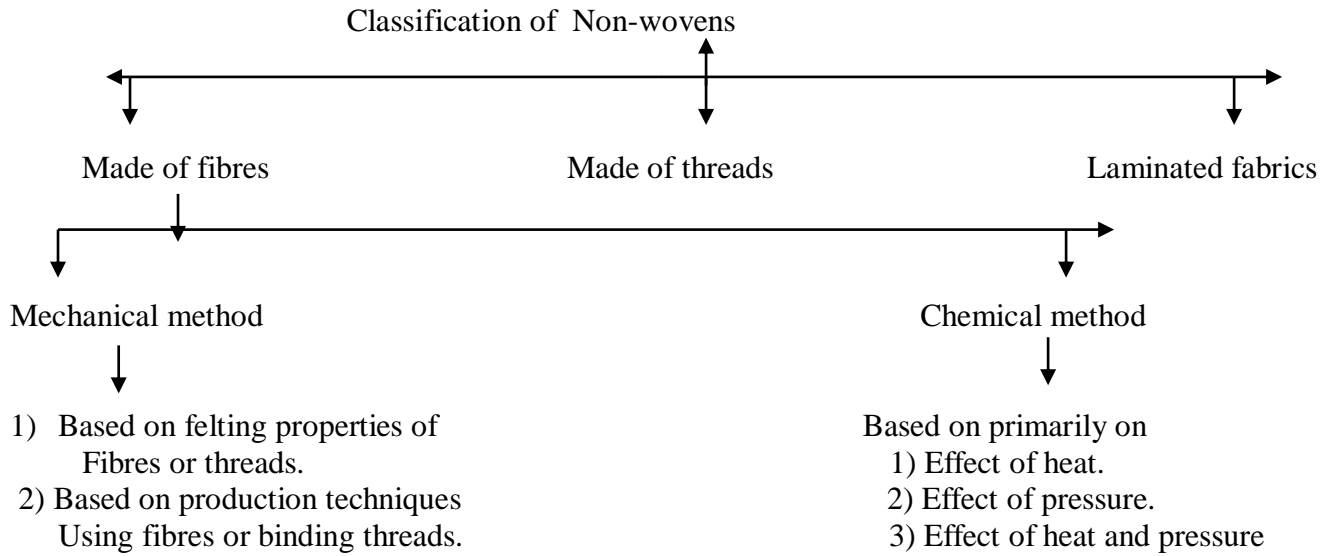 Classification of Non-wovens
Made of fibres
Made of threads
Laminated fabrics
Mechanical method
Chemical method
1) Based on felting properties of
Fibres or threads.
2) Based on production techniques
Using fibres or binding threads.
Based on primarily on
1) Effect of heat.
2) Effect of pressure.
3) Effect of heat and pressure